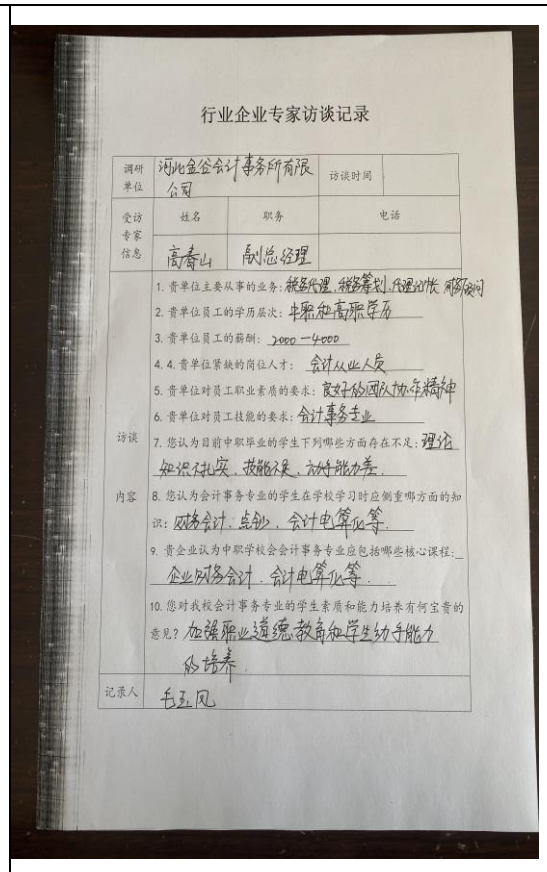 行业企业专家访谈记录
调研单位 河北金谷会计事务所有限公司 访谈时间
受访专家信息 姓名 职务 电话
高春山 副总经理
访谈内容
1. 贵单位主要从事的业务：税务代理、税务筹划、代理记帐 财务顾问
2. 贵单位员工的学历层次：中职和高职学历
3. 贵单位员工的薪酬：2000—4000
4. 4. 贵单位紧缺的岗位人才：会计从业人员
5. 贵单位对员工职业素质的要求：良好的团队协作精神
6. 贵单位对员工技能的要求：会计事务专业
7. 您认为目前中职毕业的学生下列哪些方面存在不足：理论
知识不扎实、技能不足、动手能力差.
8. 您认为会计事务专业的学生在学校学习时应侧重哪方面的知
识：财务会计、点钞、会计电算化等.
9. 贵企业认为中职学校会会计事务专业应包括哪些核心课程：
企业财务会计、会计电算化等.
10. 您对我校会计事务专业的学生素质和能力培养有何宝贵的
意见？加强职业道德教育和学生动手能力
的培养.
记录人 毛玉凤